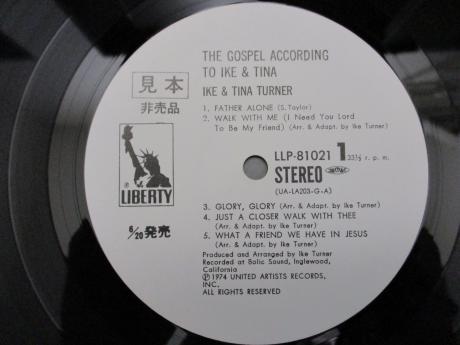 THE GOSPEL ACCORDING
TO IKE & TINA
見本
非売品
IKE & TINA TURNER
1. FATHER ALONE (S. Taylor)
2. WALK WITH ME (I Need You Lord
To Be My Friend) (Arr. & Adapt. by Ike Turner)
LLP-81021 1 33⅓ r. p. m.
STEREO
(UA-LA203-G-A)
LIBERTY
3. GLORY, GLORY (Arr. & Adapt. by Ike Turner)
4. JUST A CLOSER WALK WITH THEE
(Arr. & Adapt. by Ike Turner)
5. WHAT A FRIEND WE HAVE IN JESUS
(Arr. & Adapt. by Ike Turner)
6/20発売
Produced and Arranged by Ike Turner
Recorded at Bolic Sound, Inglewood,
California
℗1974 UNITED ARTISTS RECORDS,
INC.
ALL RIGHTS RESERVED